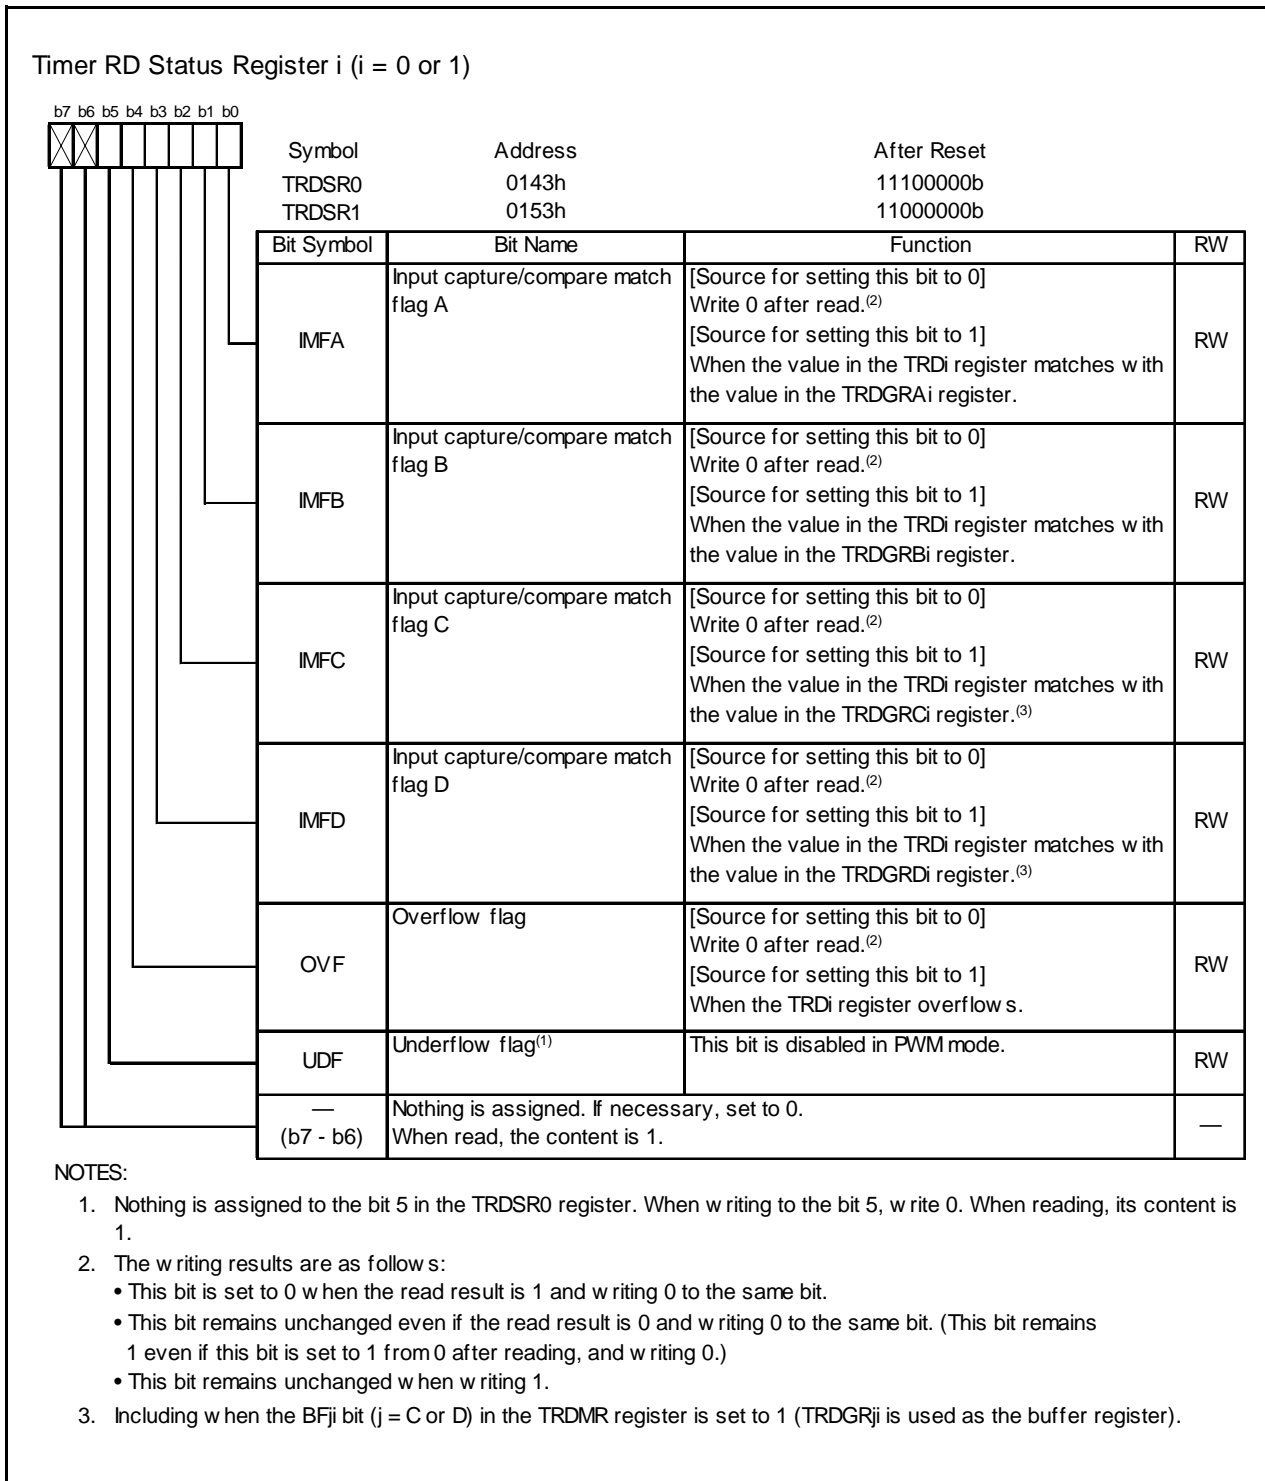 Timer RD Status Register i (i = 0 or 1)
b7 b6 b5 b4 b3 b2 b1 b0
Symbol Address After Reset
TRDSR0 0143h 11100000b
TRDSR1 0153h 11000000b
Bit Symbol Bit Name Function RW
IMFA
Input capture/compare match
flag A
[Source for setting this bit to 0]
Write 0 after read.(2)
[Source for setting this bit to 1]
When the value in the TRDi register matches with
the value in the TRDGRAi register.
RW
IMFB
Input capture/compare match
flag B
[Source for setting this bit to 0]
Write 0 after read.(2)
[Source for setting this bit to 1]
When the value in the TRDi register matches with
the value in the TRDGRBi register.
RW
IMFC
Input capture/compare match
flag C
[Source for setting this bit to 0]
Write 0 after read.(2)
[Source for setting this bit to 1]
When the value in the TRDi register matches with
the value in the TRDGRCi register.(3)
RW
IMFD
Input capture/compare match
flag D
[Source for setting this bit to 0]
Write 0 after read.(2)
[Source for setting this bit to 1]
When the value in the TRDi register matches with
the value in the TRDGRDi register.(3)
RW
OVF
Overflow flag
[Source for setting this bit to 0]
Write 0 after read.(2)
[Source for setting this bit to 1]
When the TRDi register overflows.
RW
UDF
Underflow flag(1)
This bit is disabled in PWM mode.
RW
—
(b7 - b6)
Nothing is assigned. If necessary, set to 0.
When read, the content is 1.
—
NOTES:
1. Nothing is assigned to the bit 5 in the TRDSR0 register. When writing to the bit 5, write 0. When reading, its content is
1.
2. The writing results are as follows:
• This bit is set to 0 when the read result is 1 and writing 0 to the same bit.
• This bit remains unchanged even if the read result is 0 and writing 0 to the same bit. (This bit remains
1 even if this bit is set to 1 from 0 after reading, and writing 0.)
• This bit remains unchanged when writing 1.
3. Including when the BFji bit (j = C or D) in the TRDMR register is set to 1 (TRDGRji is used as the buffer register).